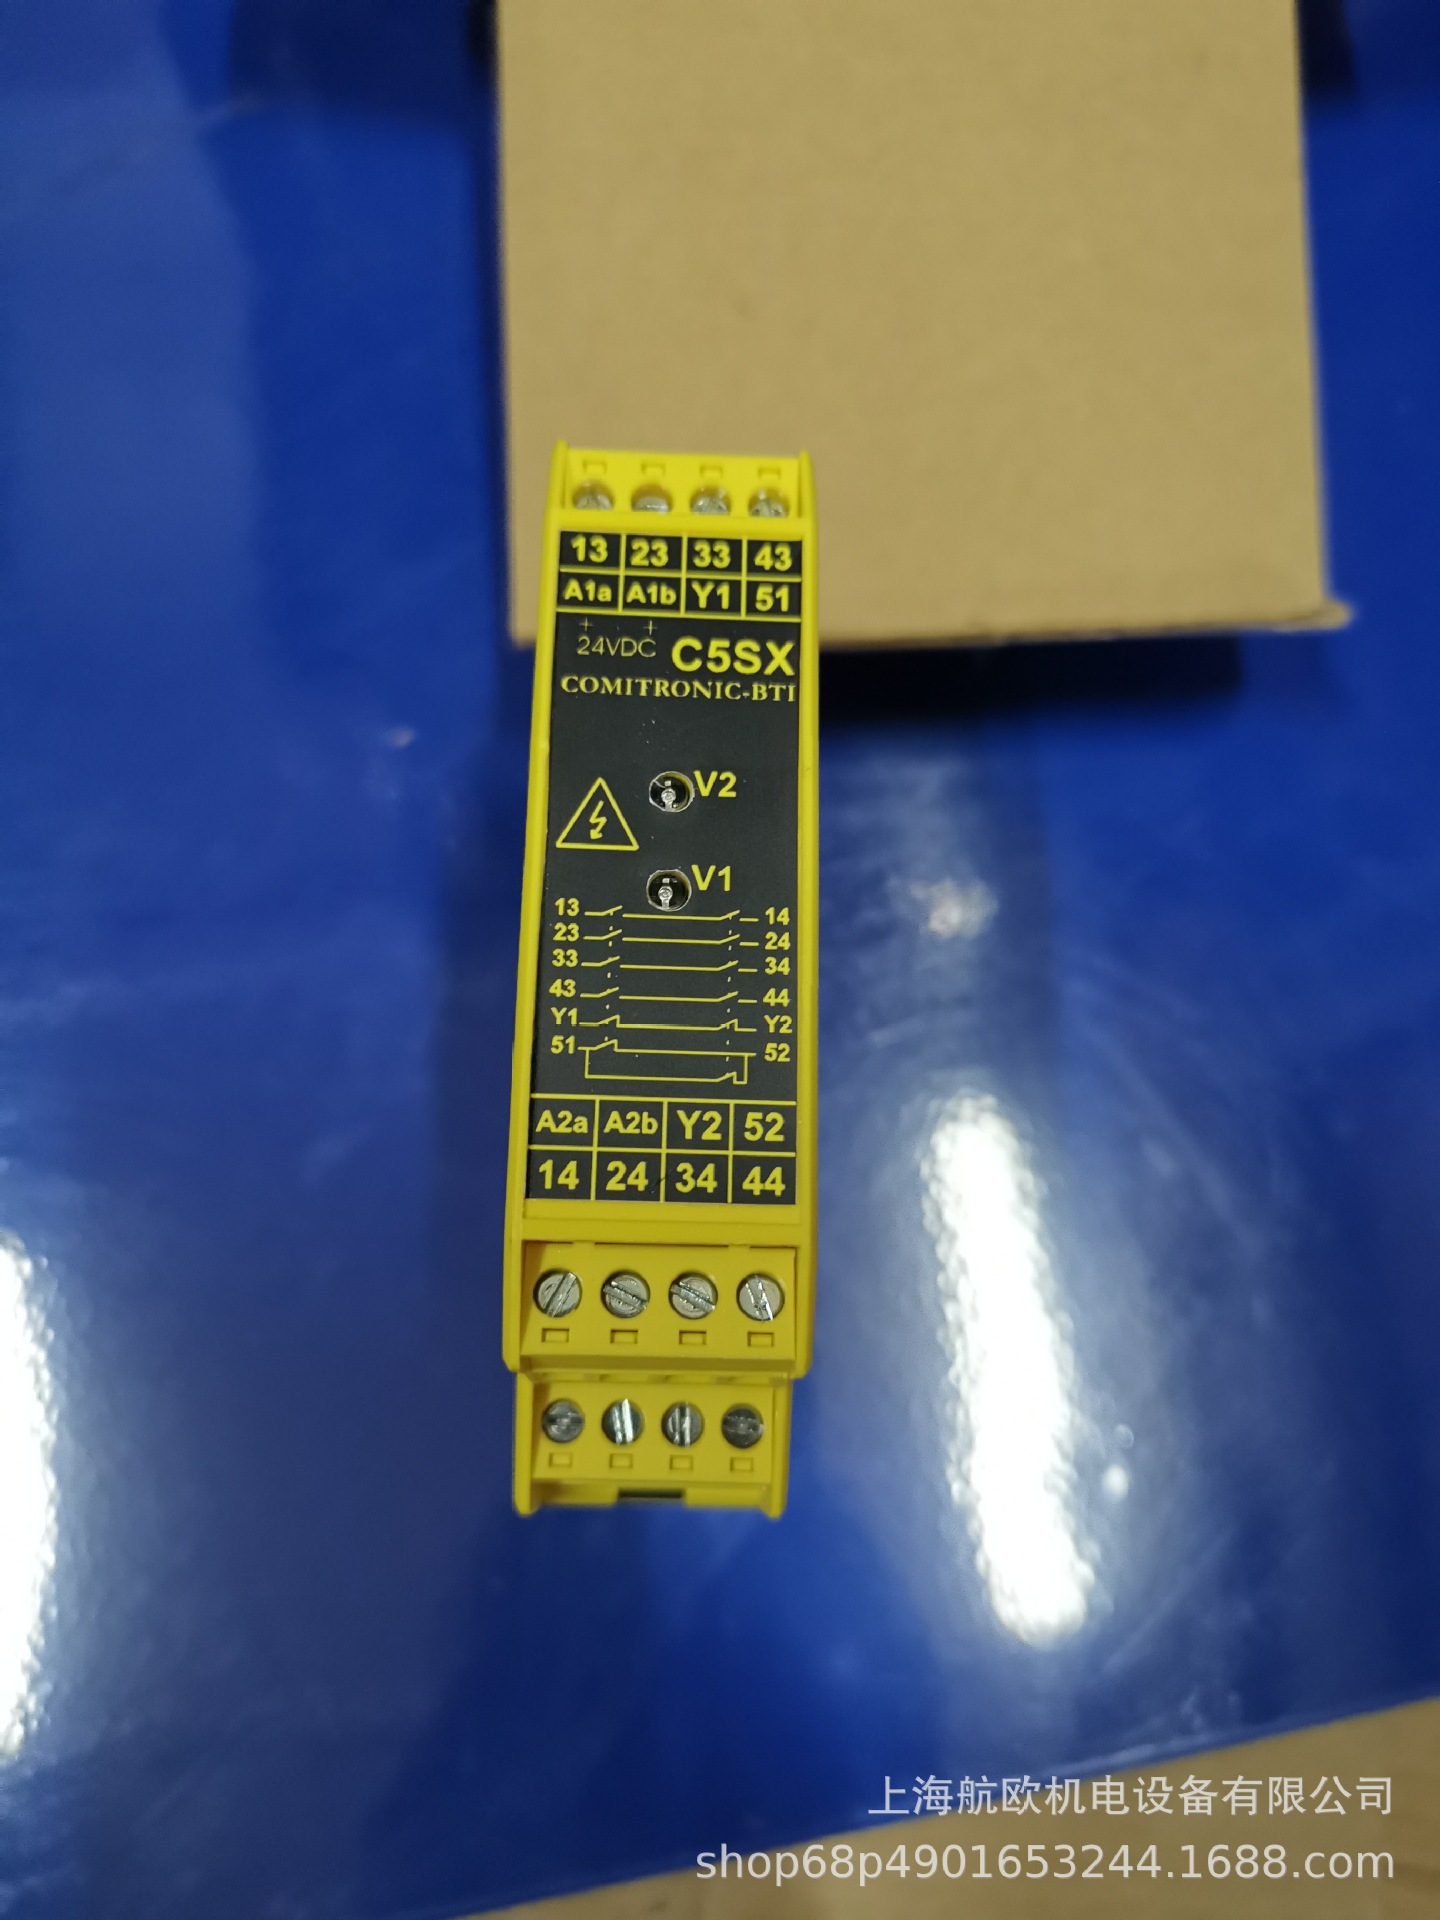 13 23 33 43
A1a A1b Y1 51
+ +
24VDC C5SX
COMITRONIC-BTI
V2
V1
13 14
23 24
33 34
43 44
Y1 Y2
51 52
A2a A2b Y2 52
14 24 34 44
上海航欧机电设备有限公司
shop68p4901653244.1688.com